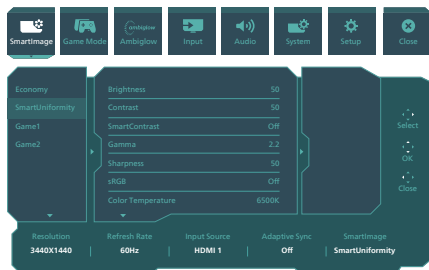 SmartImage
Game Mode
ambiglow
Ambiglow
Input
Audio
System
Setup
Close
Economy
SmartUniformity
Game1
Game2
Brightness 50
Contrast 50
SmartContrast Off
Gamma 2.2
Sharpness 50
sRGB Off
Color Temperature 6500K
Select
OK
Close
Resolution Refresh Rate Input Source Adaptive Sync SmartImage
3440X1440 60Hz HDMI 1 Off SmartUniformity